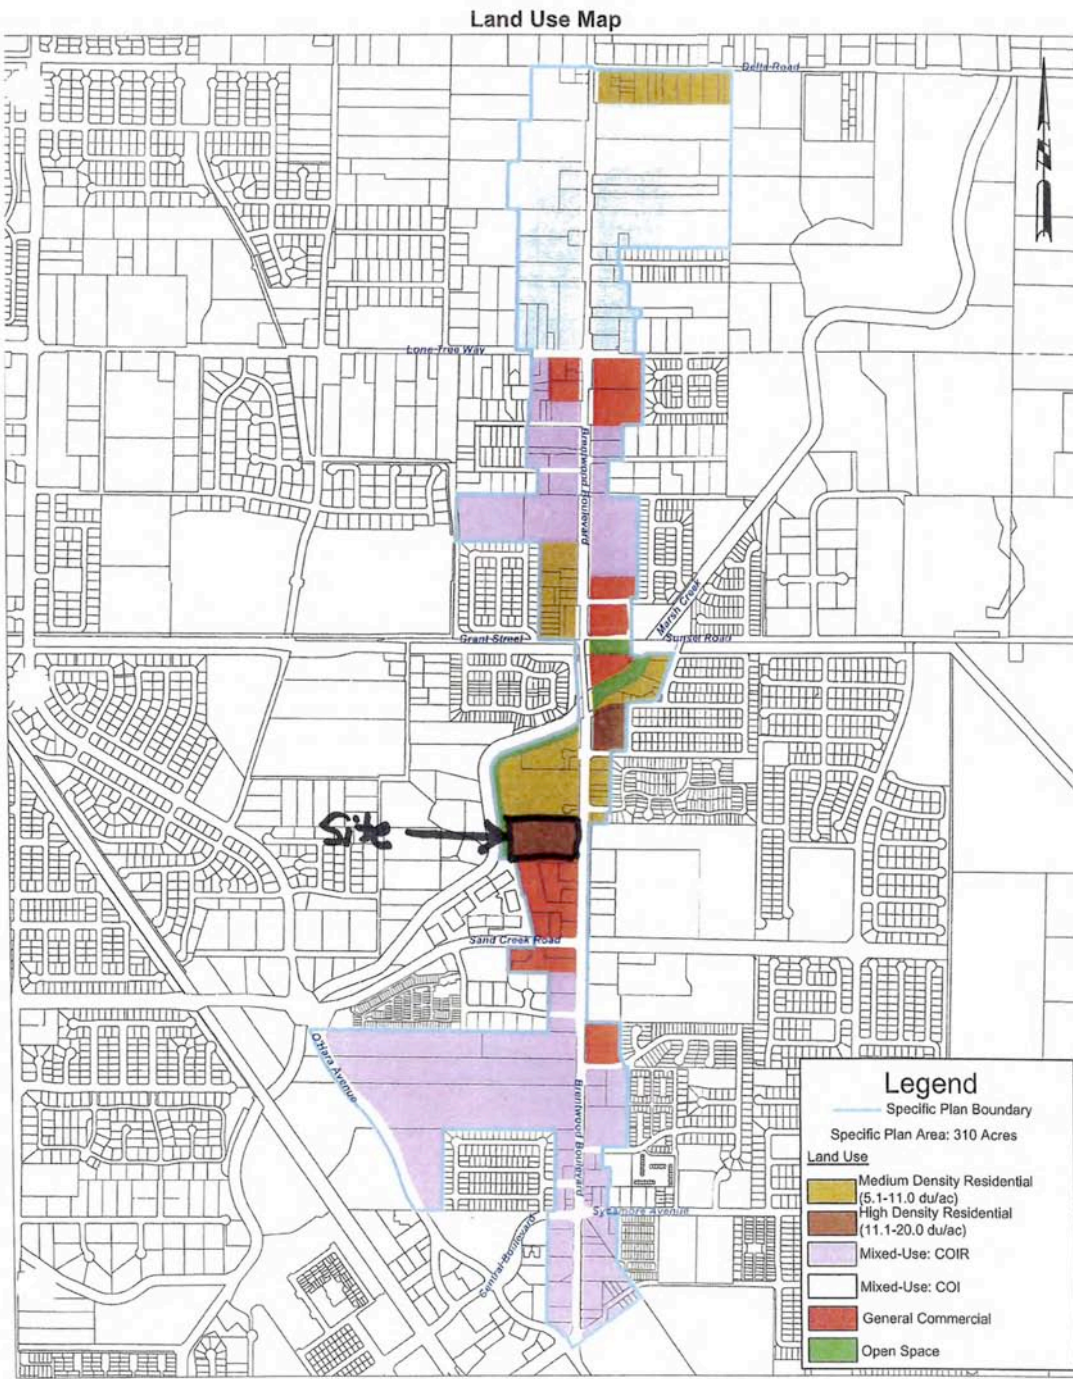 Land Use Map
Delta Road
Lone Tree Way
Brentwood Boulevard
Marsh Creek
Grant Street
Sunset Road
Site
Sand Creek Road
O'Hara Avenue
Brentwood Boulevard
Sycamore Avenue
Central Boulevard
Legend
Specific Plan Boundary
Specific Plan Area: 310 Acres
Land Use
Medium Density Residential
(5.1-11.0 du/ac)
High Density Residential
(11.1-20.0 du/ac)
Mixed-Use: COIR
Mixed-Use: COI
General Commercial
Open Space